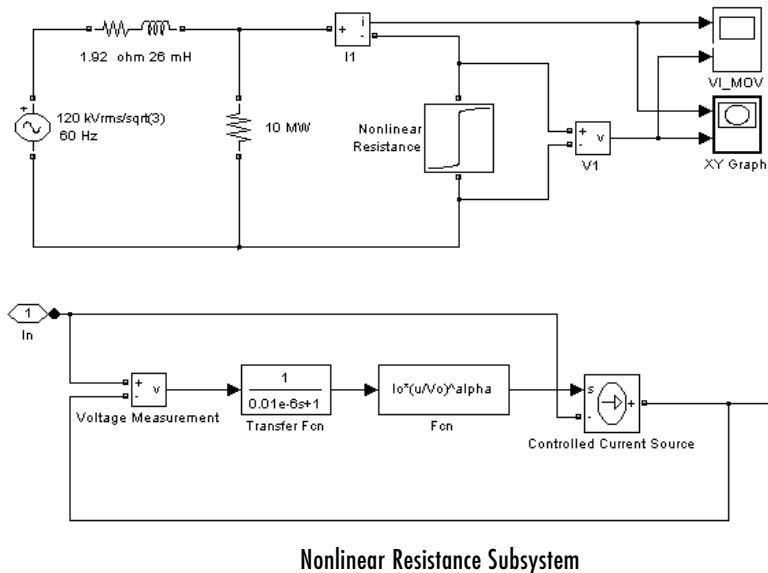 1.92 ohm 26 mH
+
120 kVrms/sqrt(3)
60 Hz
10 MW
+ i
-
I1
Nonlinear
Resistance
+ v
-
V1
VI_MOV
XY Graph
1
In
+ v
-
Voltage Measurement
1
0.01e-6s+1
Transfer Fcn
Io*(u/Vo)^alpha
Fcn
s
+
-
Controlled Current Source
Nonlinear Resistance Subsystem